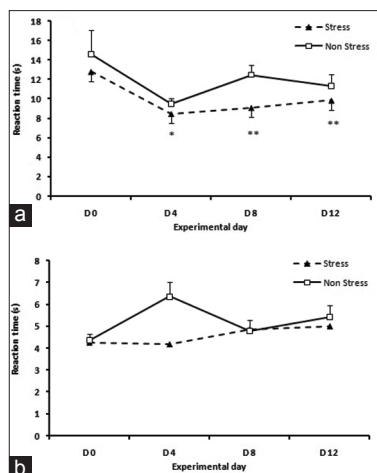 18
16
14
12
10
8
6
4
2
0
Reaction time (s)
Stress
Non Stress
*
**
**
D0 D4 D8 D12
Experimental day
a
8
7
6
5
4
3
2
1
0
Reaction time (s)
Stress
Non Stress
D0 D4 D8 D12
Experimental day
b